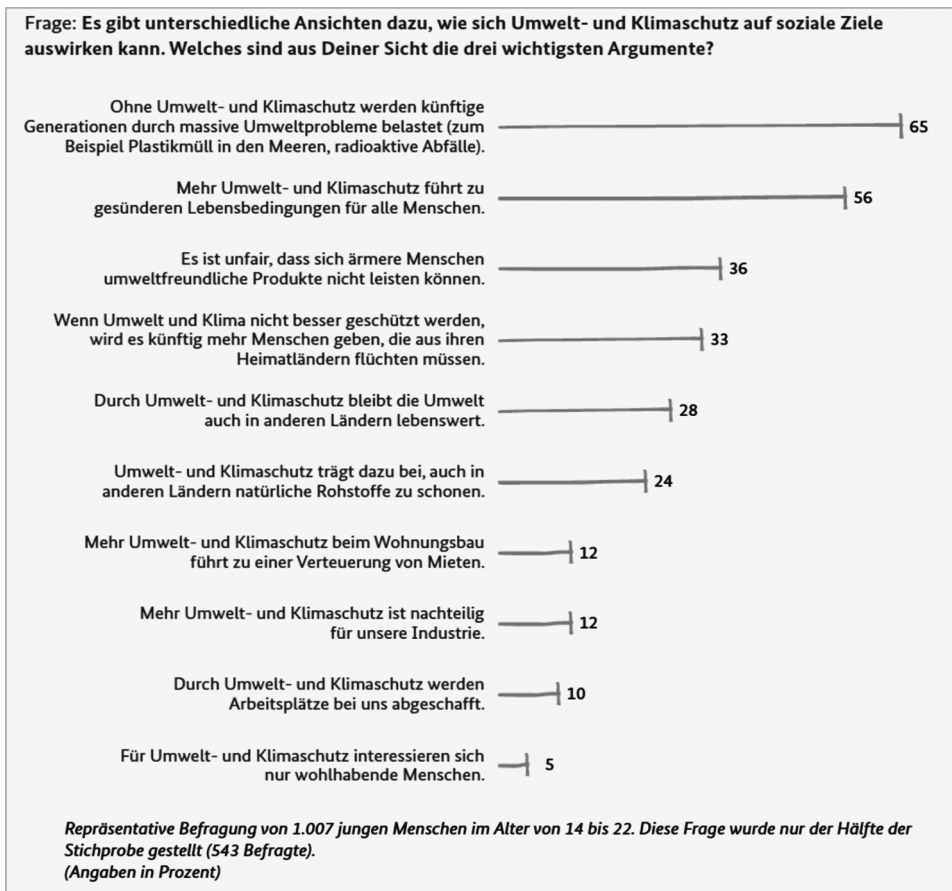 Frage: Es gibt unterschiedliche Ansichten dazu, wie sich Umwelt- und Klimaschutz auf soziale Ziele
auswirken kann. Welches sind aus Deiner Sicht die drei wichtigsten Argumente?
Ohne Umwelt- und Klimaschutz werden künftige
Generationen durch massive Umweltprobleme belastet (zum
Beispiel Plastikmüll in den Meeren, radioaktive Abfälle).
65
Mehr Umwelt- und Klimaschutz führt zu
gesünderen Lebensbedingungen für alle Menschen.
56
Es ist unfair, dass sich ärmere Menschen
umweltfreundliche Produkte nicht leisten können.
36
Wenn Umwelt und Klima nicht besser geschützt werden,
wird es künftig mehr Menschen geben, die aus ihren
Heimatländern flüchten müssen.
33
Durch Umwelt- und Klimaschutz bleibt die Umwelt
auch in anderen Ländern lebenswert.
28
Umwelt- und Klimaschutz trägt dazu bei, auch in
anderen Ländern natürliche Rohstoffe zu schonen.
24
Mehr Umwelt- und Klimaschutz beim Wohnungsbau
führt zu einer Verteuerung von Mieten.
12
Mehr Umwelt- und Klimaschutz ist nachteilig
für unsere Industrie.
12
Durch Umwelt- und Klimaschutz werden
Arbeitsplätze bei uns abgeschafft.
10
Für Umwelt- und Klimaschutz interessieren sich
nur wohlhabende Menschen.
5
Repräsentative Befragung von 1.007 jungen Menschen im Alter von 14 bis 22. Diese Frage wurde nur der Hälfte der
Stichprobe gestellt (543 Befragte).
(Angaben in Prozent)